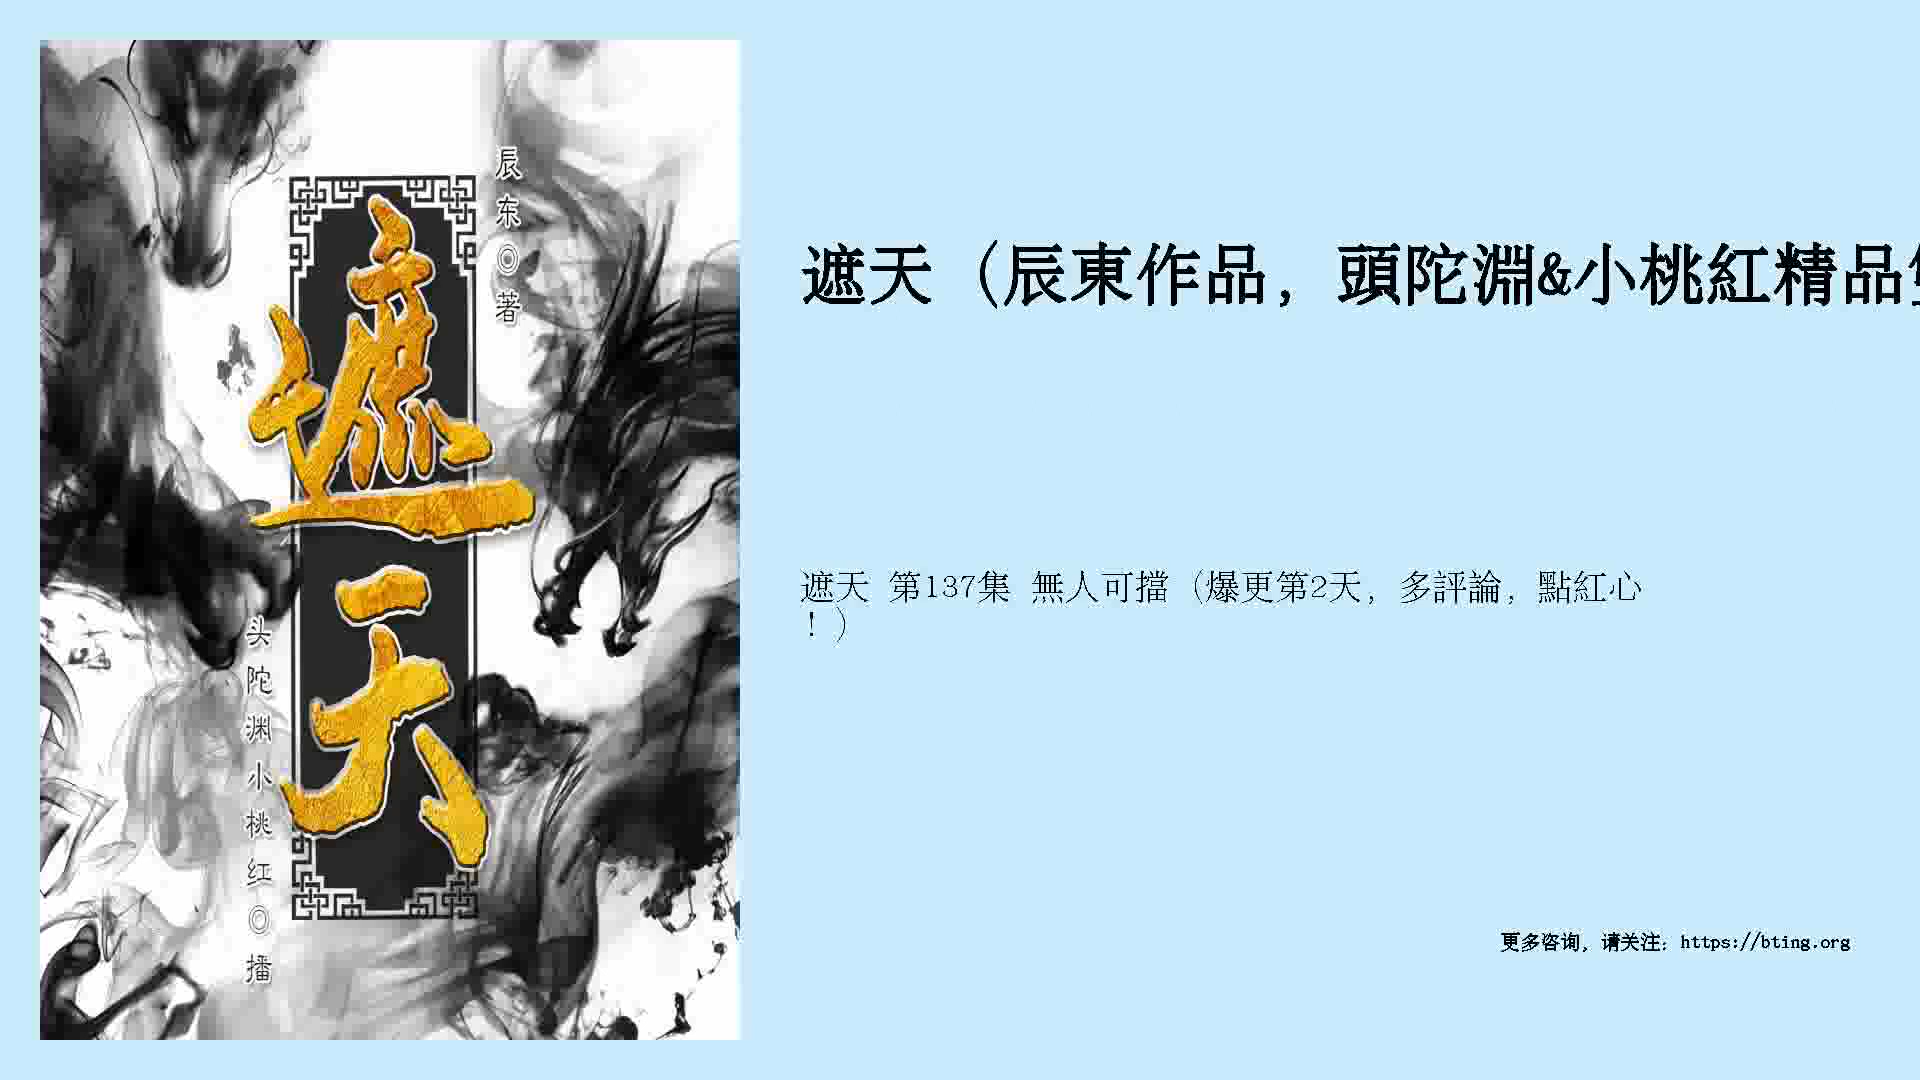 辰东◎著
遮天
头陀渊小桃红◎播
遮天（辰東作品，頭陀淵&小桃紅精品
遮天 第137集 無人可擋（爆更第2天，多評論，點紅心
！）
更多咨询，请关注：https://bting.org